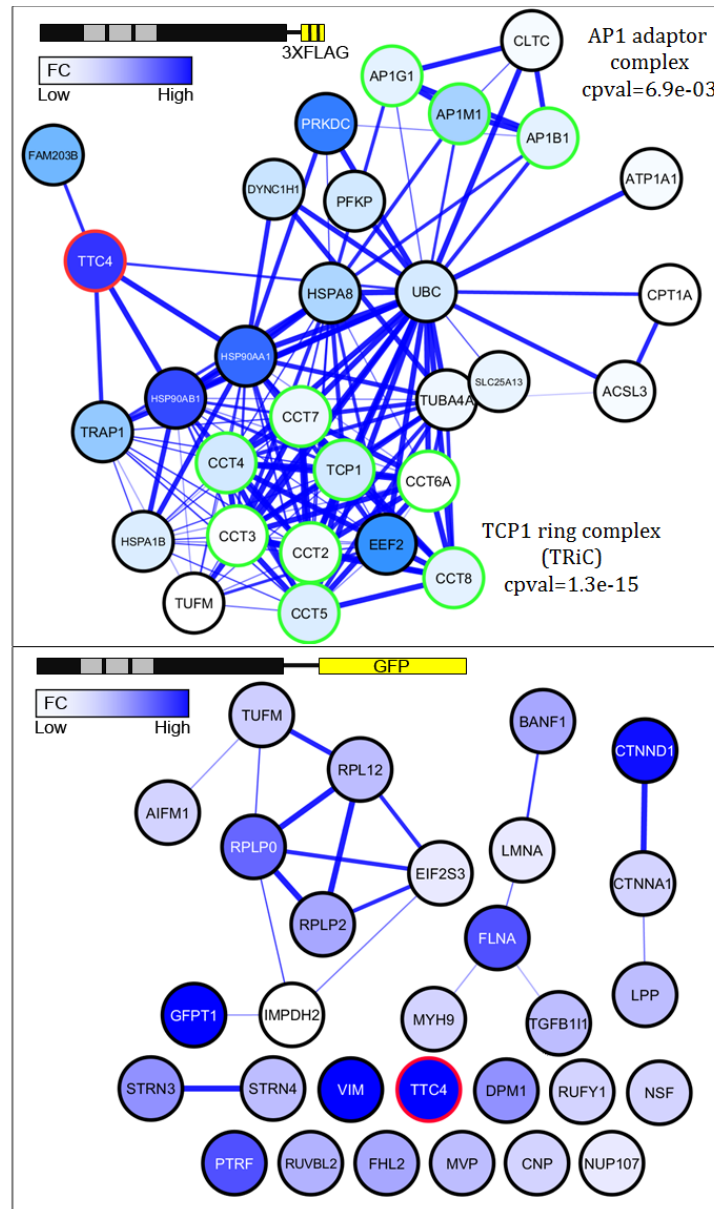 3XFLAG
FC
Low High
AP1 adaptor
complex
cpval=6.9e-03
CLTC
AP1G1
AP1M1
AP1B1
PRKDC
FAM203B
DYNC1H1
PFKP
ATP1A1
TTC4
HSPA8
UBC
CPT1A
HSP90AA1
SLC25A13
ACSL3
HSP90AB1
TUBA4A
CCT7
TRAP1
CCT4
TCP1
CCT6A
HSPA1B
CCT3
CCT2
EEF2
TCP1 ring complex
(TRiC)
cpval=1.3e-15
CCT8
TUFM
CCT5
GFP
FC
Low High
TUFM
BANF1
CTNND1
RPL12
AIFM1
RPLP0
EIF2S3
LMNA
CTNNA1
RPLP2
FLNA
GFPT1
IMPDH2
MYH9
TGFB1I1
LPP
STRN3
STRN4
VIM
TTC4
DPM1
RUFY1
NSF
PTRF
RUVBL2
FHL2
MVP
CNP
NUP107